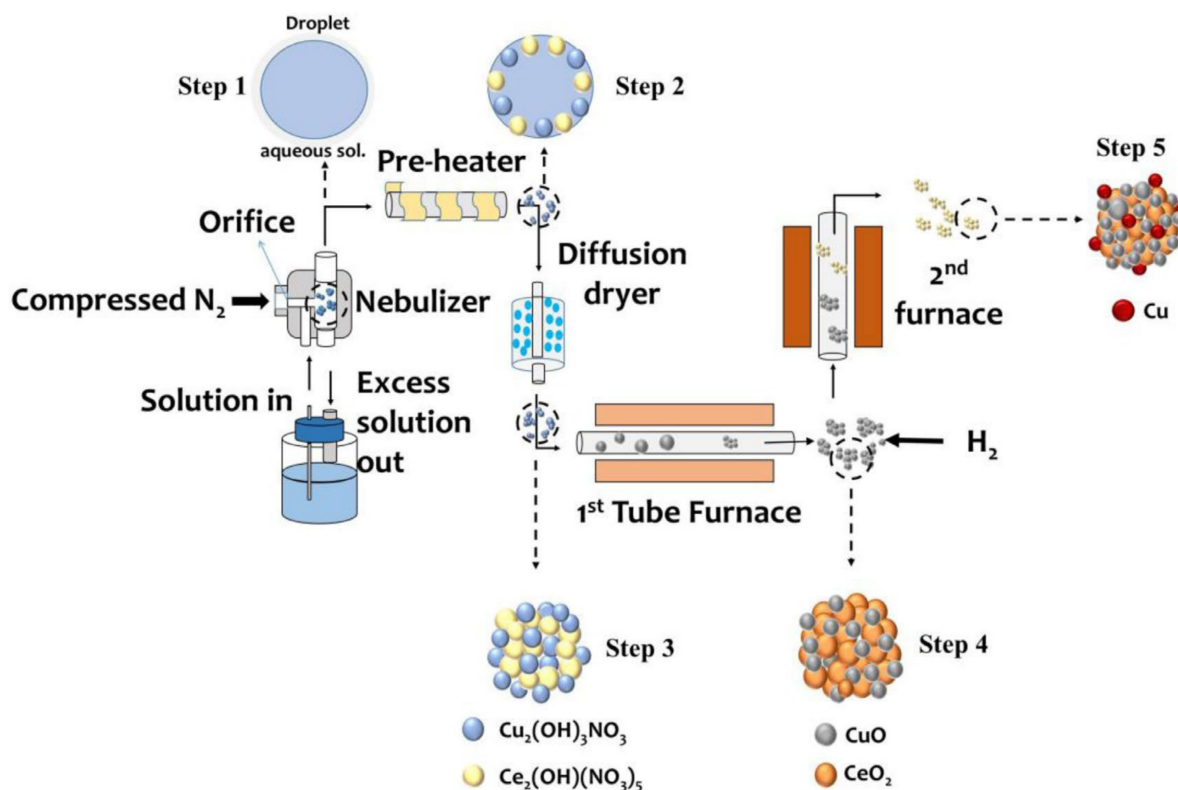 Droplet
Step 1
aqueous sol.
Step 2
Pre-heater
Orifice
Compressed N₂
Nebulizer
Solution in
Excess
solution
out
Diffusion
dryer
1ˢᵗ Tube Furnace
H₂
2ⁿᵈ
furnace
Step 5
Cu
Step 3
Cu₂(OH)₃NO₃
Ce₂(OH)(NO₃)₅
Step 4
CuO
CeO₂